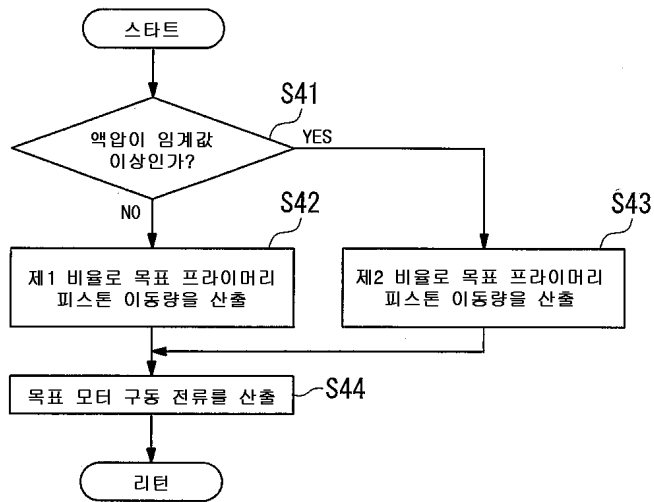 스타트
S41
액압이 임계값
이상인가?
YES
NO
S42
제1 비율로 목표 프라이머리
피스톤 이동량을 산출
S43
제2 비율로 목표 프라이머리
피스톤 이동량을 산출
목표 모터 구동 전류를 산출
S44
리턴